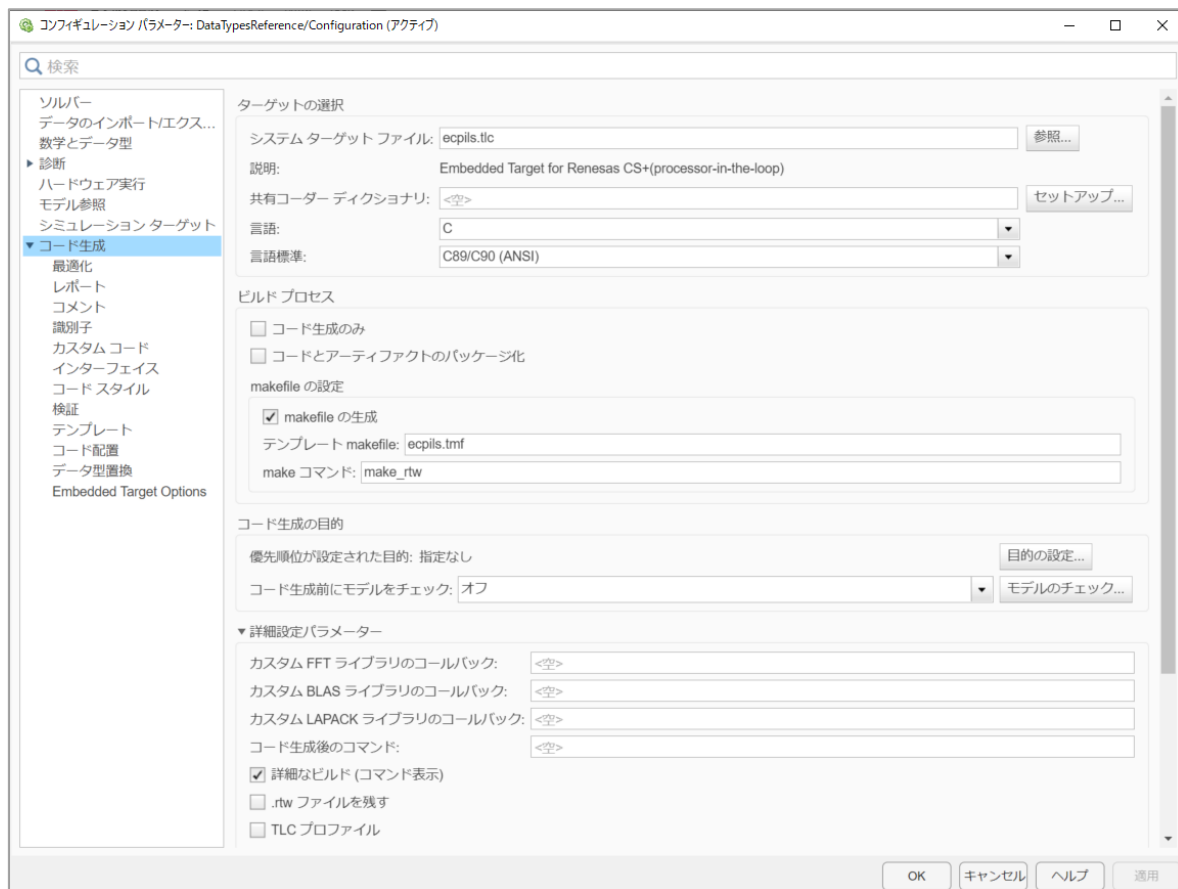 コンフィギュレーション パラメーター: DataTypesReference/Configuration (アクティブ)
検索
ソルバー
データのインポート/エクス...
数学とデータ型
診断
ハードウェア実行
モデル参照
シミュレーション ターゲット
コード生成
最適化
レポート
コメント
識別子
カスタム コード
インターフェイス
コード スタイル
検証
テンプレート
コード配置
データ型置換
Embedded Target Options
ターゲットの選択
システム ターゲット ファイル: ecpils.tlc 参照...
説明: Embedded Target for Renesas CS+(processor-in-the-loop)
共有コーダー ディクショナリ: <空> セットアップ...
言語: C
言語標準: C89/C90 (ANSI)
ビルド プロセス
コード生成のみ
コードとアーティファクトのパッケージ化
makefile の設定
makefile の生成
テンプレート makefile: ecpils.tmf
make コマンド: make_rtw
コード生成の目的
優先順位が設定された目的: 指定なし 目的の設定...
コード生成前にモデルをチェック: オフ モデルのチェック...
詳細設定パラメーター
カスタム FFT ライブラリのコールバック: <空>
カスタム BLAS ライブラリのコールバック: <空>
カスタム LAPACK ライブラリのコールバック: <空>
コード生成後のコマンド: <空>
詳細なビルド (コマンド表示)
.rtw ファイルを残す
TLC プロファイル
OK キャンセル ヘルプ 適用